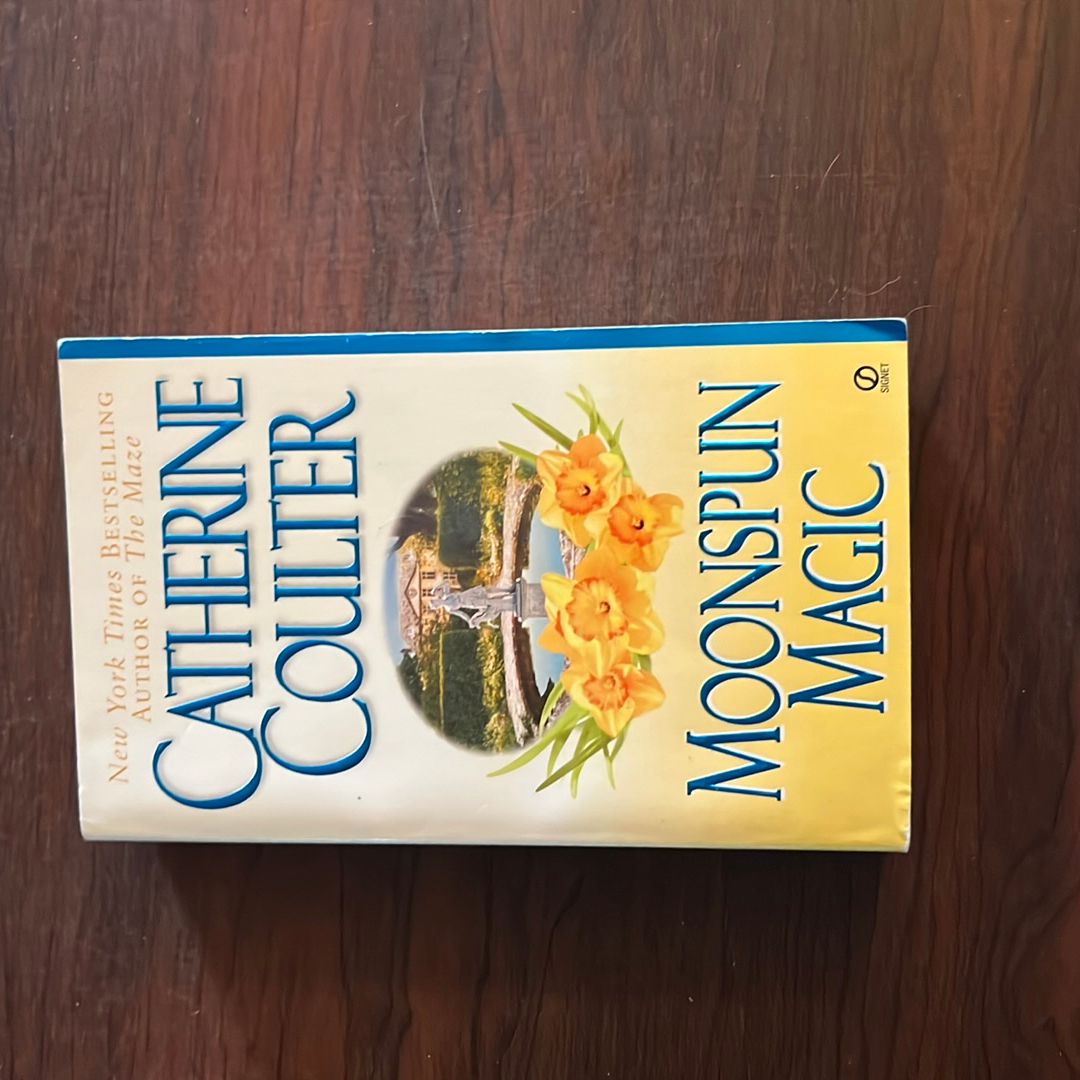 New York Times BESTSELLING
AUTHOR OF The Maze
CATHERINE
COULTER
MOONSPUN
MAGIC
SIGNET